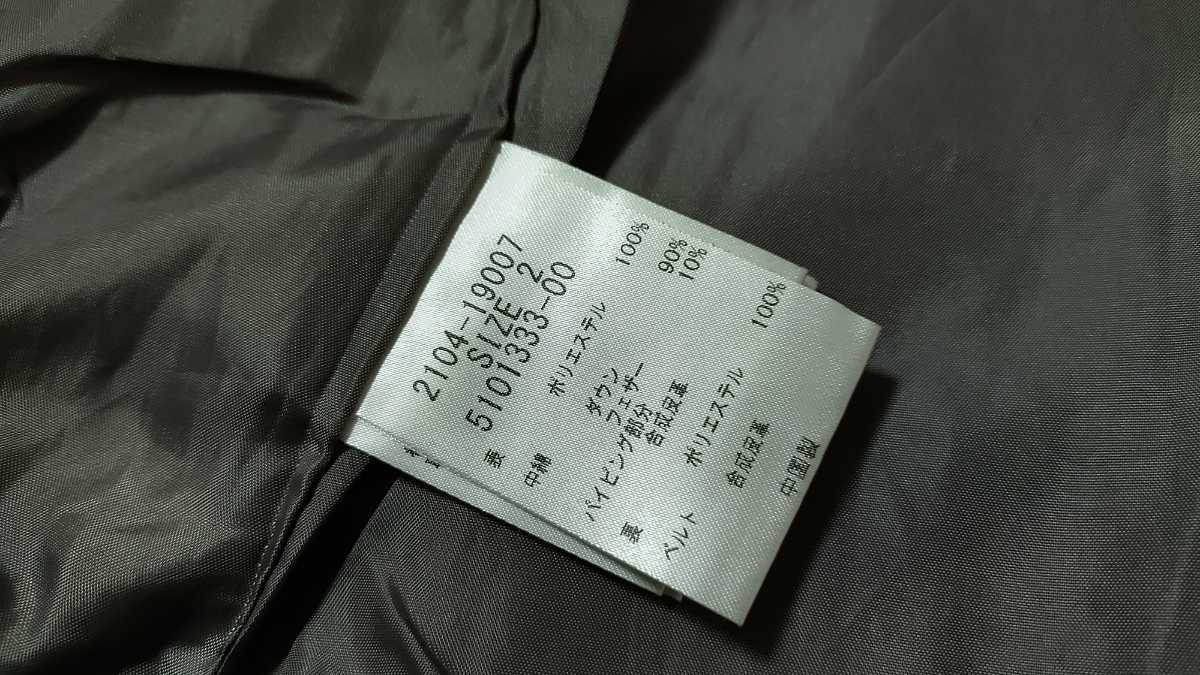 2104-19007
SIZE 2
5101333-00
表 ポリエステル 100%
中綿 ダウン 90%
フェザー 10%
パイピング部分 合成皮革
裏 ポリエステル 100%
ベルト 合成皮革
中国製